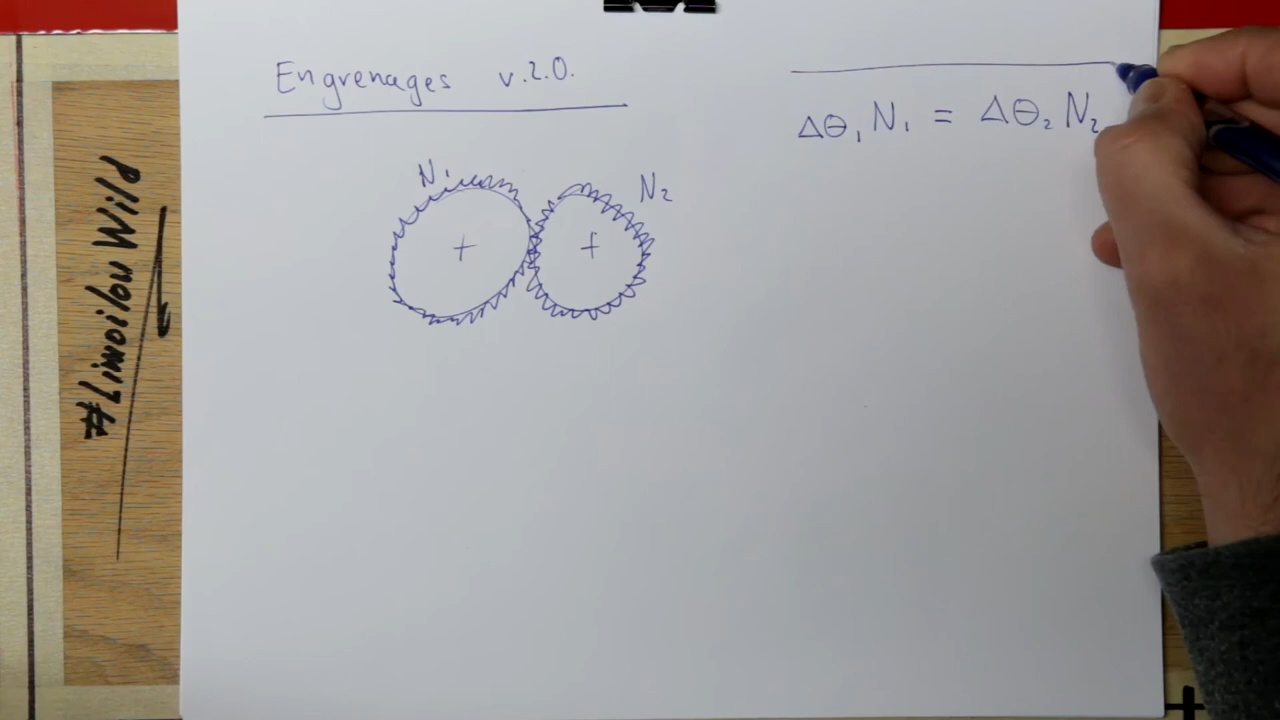 Engrenages v.2.0.
Δθ₁ N₁ = Δθ₂ N₂
N₁
N₂
#Limoilou Wild